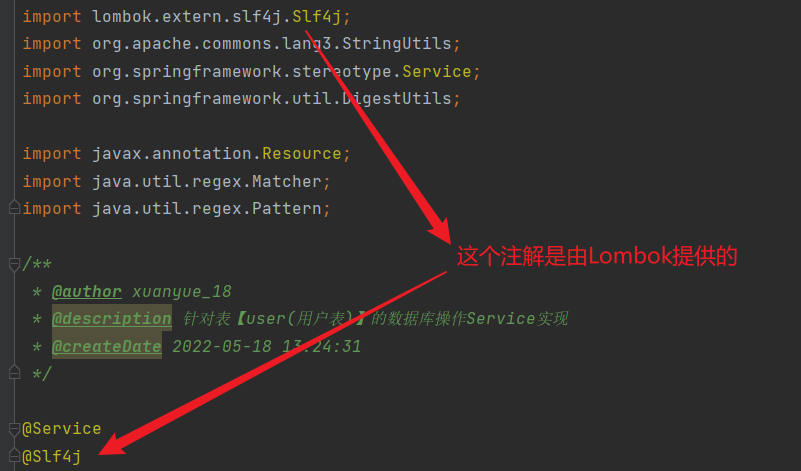 import lombok.extern.slf4j.Slf4j;
import org.apache.commons.lang3.StringUtils;
import org.springframework.stereotype.Service;
import org.springframework.util.DigestUtils;
import javax.annotation.Resource;
import java.util.regex.Matcher;
import java.util.regex.Pattern;
这个注解是由Lombok提供的
/**
* @author xuanyue_18
* @description 针对表【user(用户表)】的数据库操作Service实现
* @createDate 2022-05-18 13:24:31
*/
@Service
@Slf4j